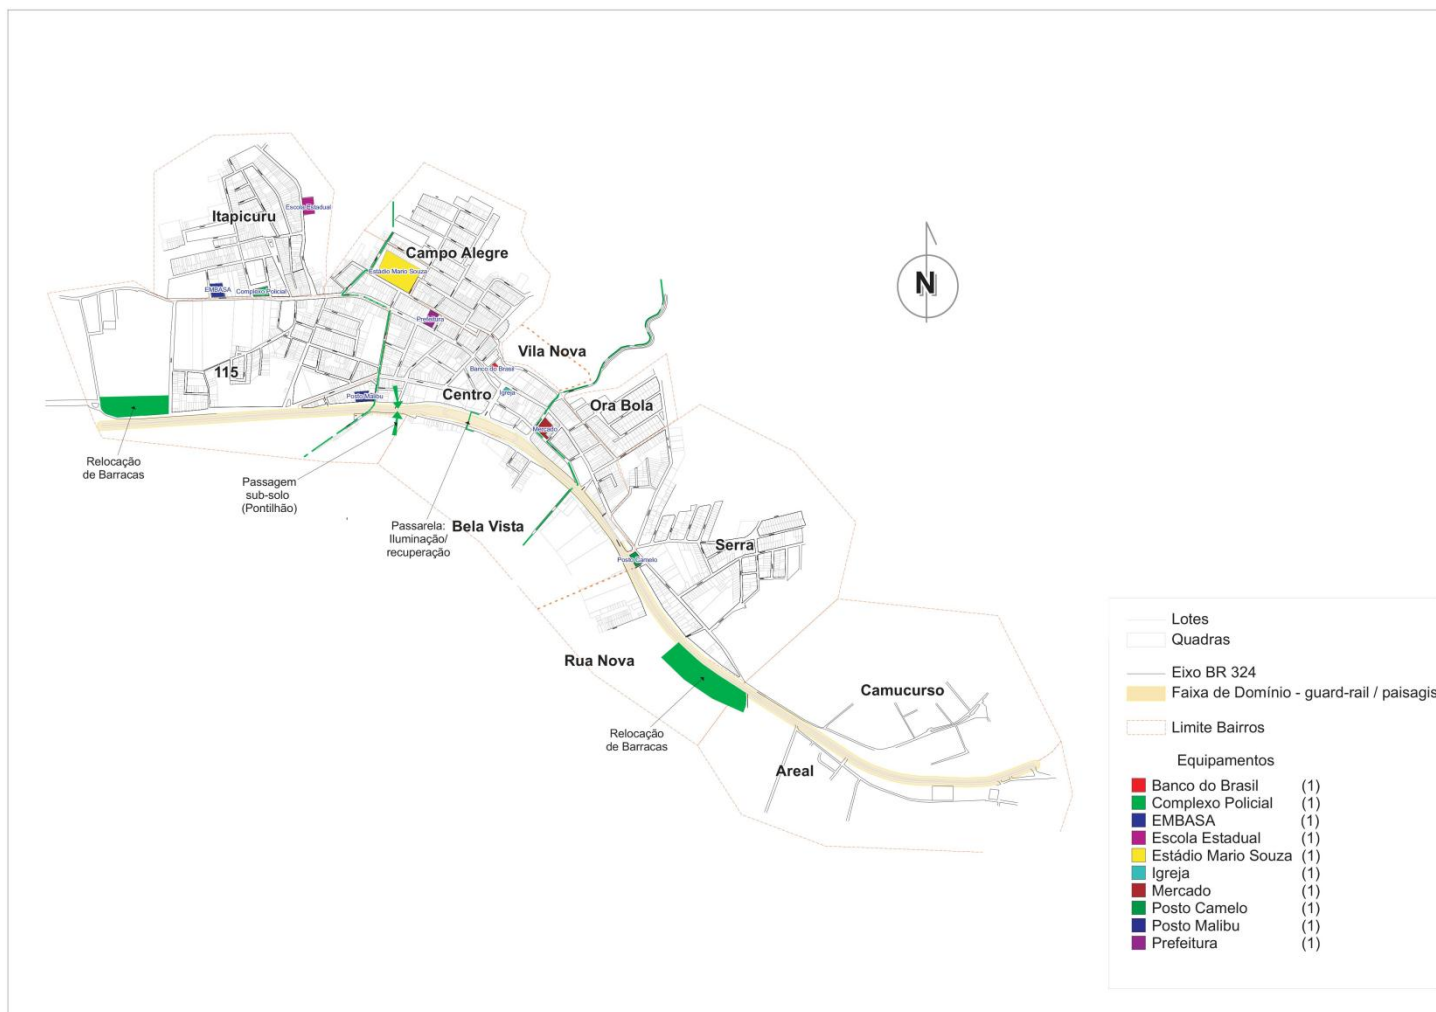 Itapicuru
Escola Estadual
Campo Alegre
Estádio Mario Souza
EMBASA
Complexo Policial
Prefeitura
N
Vila Nova
Banco do Brasil
115
Centro
Igreja
Posto Malibu
Ora Bola
Mercado
Relocação
de Barracas
Passagem
sub-solo
(Pontilhão)
Passarela:
Iluminação/
recuperação
Bela Vista
Serra
Posto Camelo
Rua Nova
Camucurso
Relocação
de Barracas
Areal
Lotes
Quadras
Eixo BR 324
Faixa de Domínio - guard-rail / paisagis
Limite Bairros
Equipamentos
Banco do Brasil (1)
Complexo Policial (1)
EMBASA (1)
Escola Estadual (1)
Estádio Mario Souza (1)
Igreja (1)
Mercado (1)
Posto Camelo (1)
Posto Malibu (1)
Prefeitura (1)